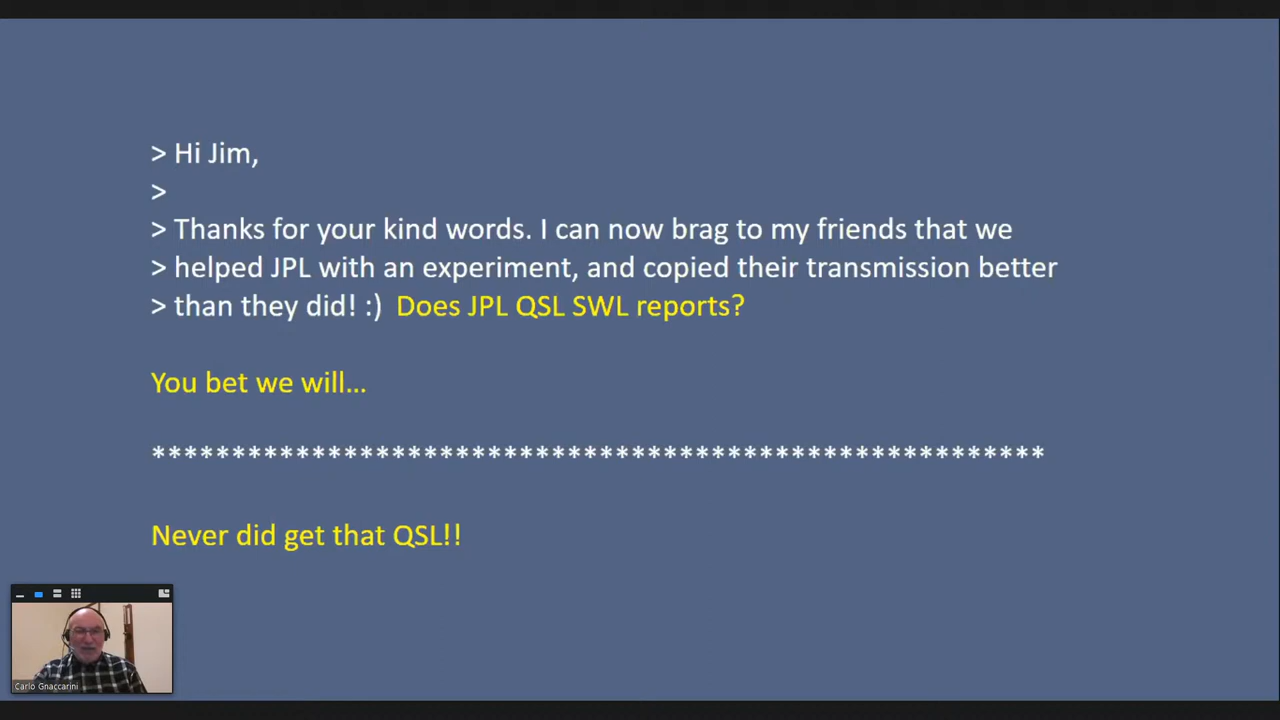 > Hi Jim,
>
> Thanks for your kind words. I can now brag to my friends that we
> helped JPL with an experiment, and copied their transmission better
> than they did! :)  Does JPL QSL SWL reports?
You bet we will...
********************************************************
Never did get that QSL!!
Carlo Gnaccarini